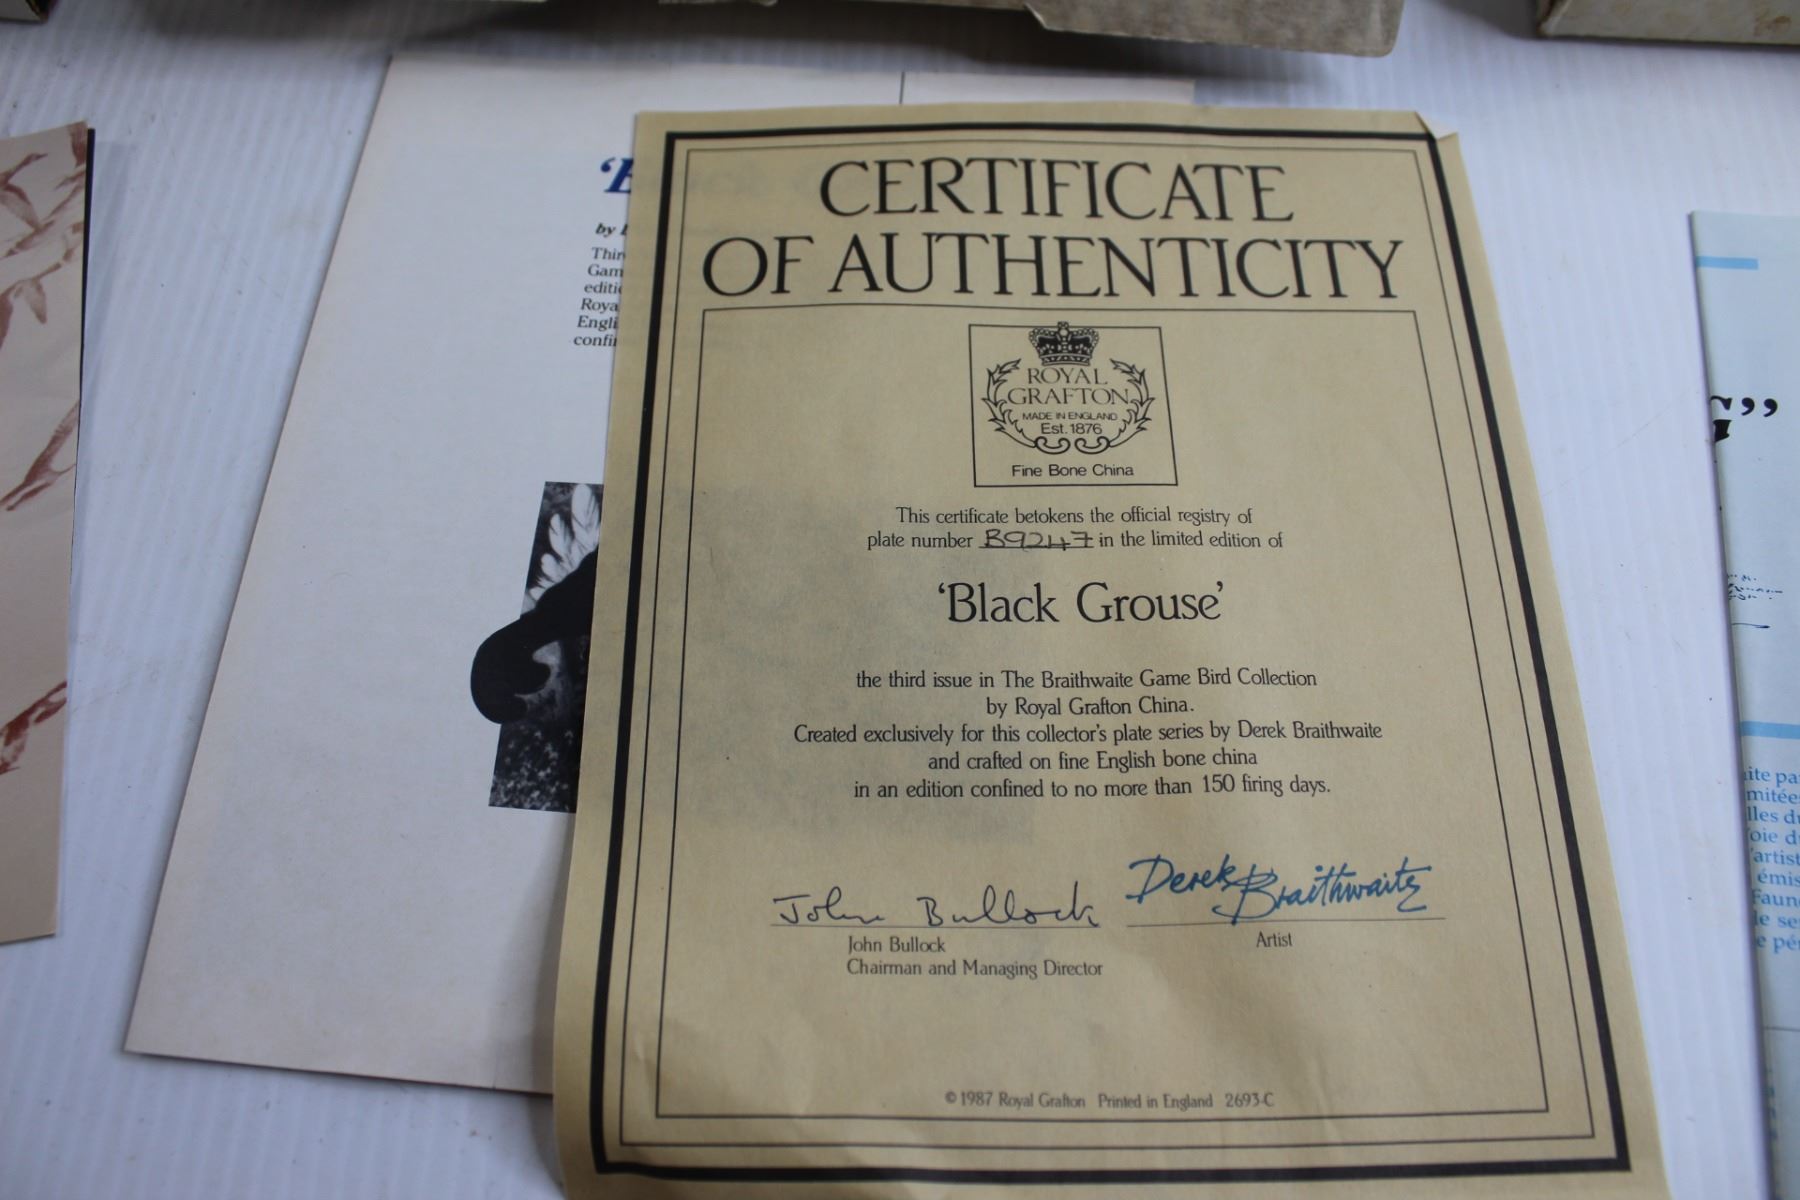 CERTIFICATE
OF AUTHENTICITY
ROYAL
GRAFTON
MADE IN ENGLAND
Est. 1876
Fine Bone China
This certificate betokens the official registry of
plate number B9247 in the limited edition of
‘Black Grouse’
the third issue in The Braithwaite Game Bird Collection
by Royal Grafton China.
Created exclusively for this collector's plate series by Derek Braithwaite
and crafted on fine English bone china
in an edition confined to no more than 150 firing days.
John Bullock
Derek Braithwaite
John Bullock
Artist
Chairman and Managing Director
© 1987 Royal Grafton Printed in England 2693-C
by